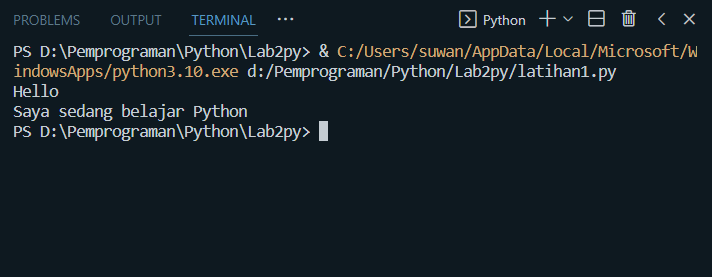 PROBLEMS OUTPUT TERMINAL ··· Python
PS D:\Pemprograman\Python\Lab2py> & C:/Users/suwan/AppData/Local/Microsoft/W
indowsApps/python3.10.exe d:/Pemprograman/Python/Lab2py/latihan1.py
Hello
Saya sedang belajar Python
PS D:\Pemprograman\Python\Lab2py>